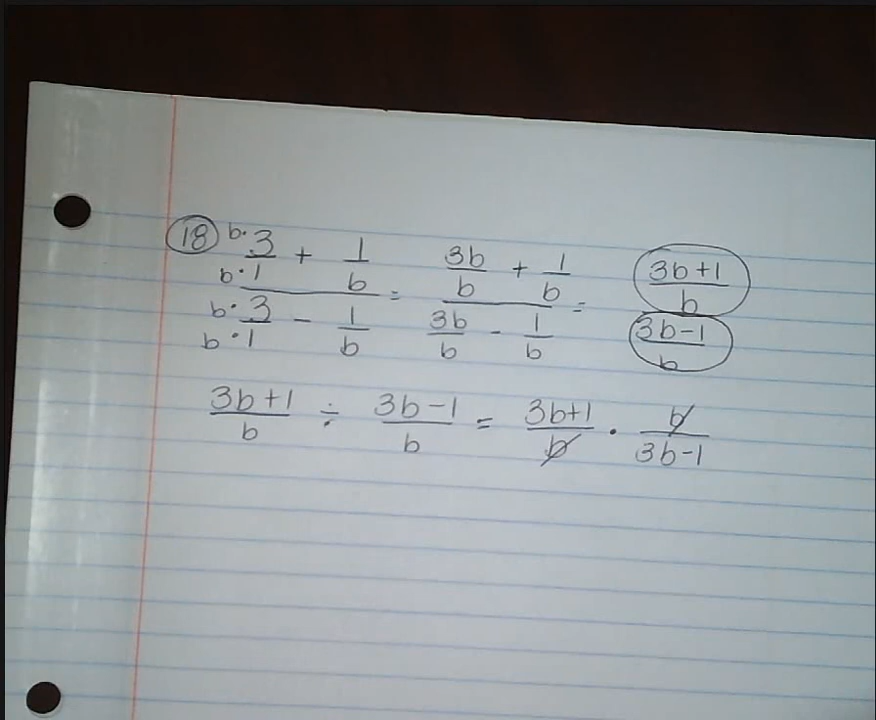 (18) (b·3)/(b·1) + 1/b = (3b)/b + 1/b = (3b+1)/b
(b·3)/(b·1) - 1/b (3b)/b - 1/b (3b-1)/b
(3b+1)/b ÷ (3b-1)/b = (3b+1)/b · b/(3b-1)